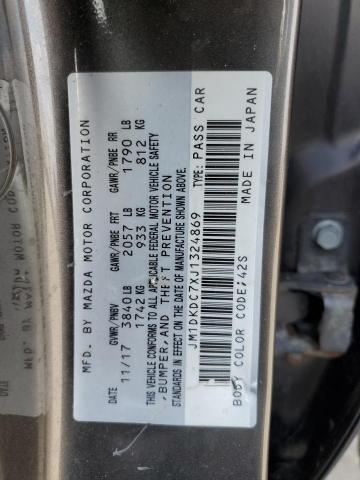 MFD. BY MAZDA MOTOR CORPORATION
DATE GVWR/PNBV GAWR/PNBE FRT GAWR/PNBE RR
11/17 3840 LB 2057 LB 1790 LB
1742 KG 933 KG 812 KG
THIS VEHICLE CONFORMS TO ALL APPLICABLE FEDERAL MOTOR VEHICLE SAFETY
,BUMPER,AND THEFT PREVENTION
STANDARDS IN EFFECT ON THE DATE OF MANUFACTURE SHOWN ABOVE.
JM1DKDC7XJ1324869 TYPE: PASS CAR
BODY COLOR CODE;42S MADE IN JAPAN